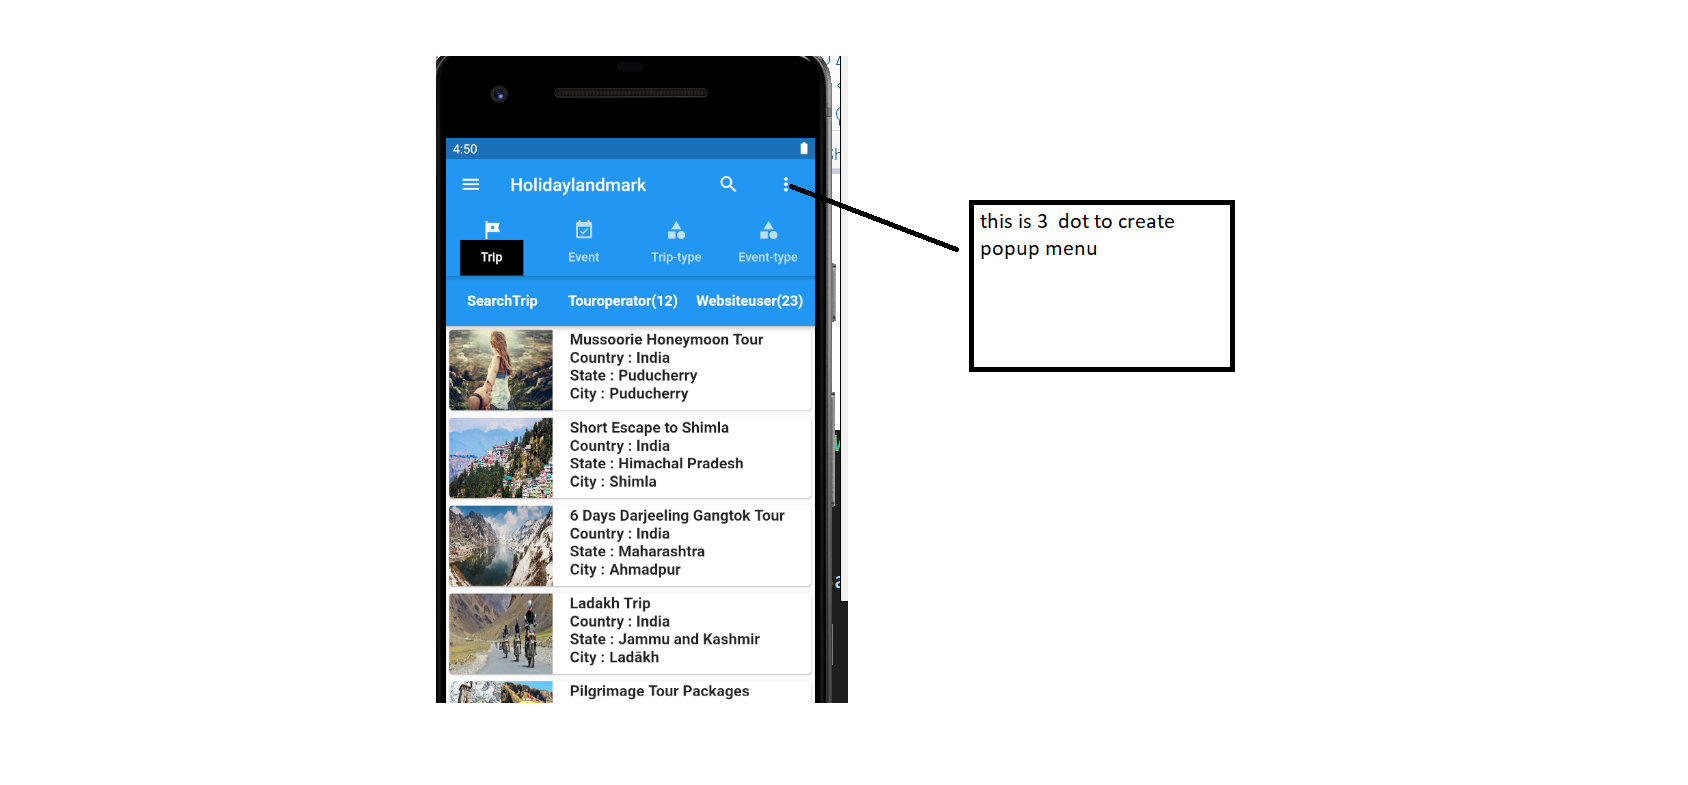 4:50
Holidaylandmark
Trip
Event
Trip-type
Event-type
SearchTrip
Touroperator(12)
Websiteuser(23)
Mussoorie Honeymoon Tour
Country : India
State : Puducherry
City : Puducherry
Short Escape to Shimla
Country : India
State : Himachal Pradesh
City : Shimla
6 Days Darjeeling Gangtok Tour
Country : India
State : Maharashtra
City : Ahmadpur
Ladakh Trip
Country : India
State : Jammu and Kashmir
City : Ladākh
Pilgrimage Tour Packages
this is 3  dot to create
popup menu